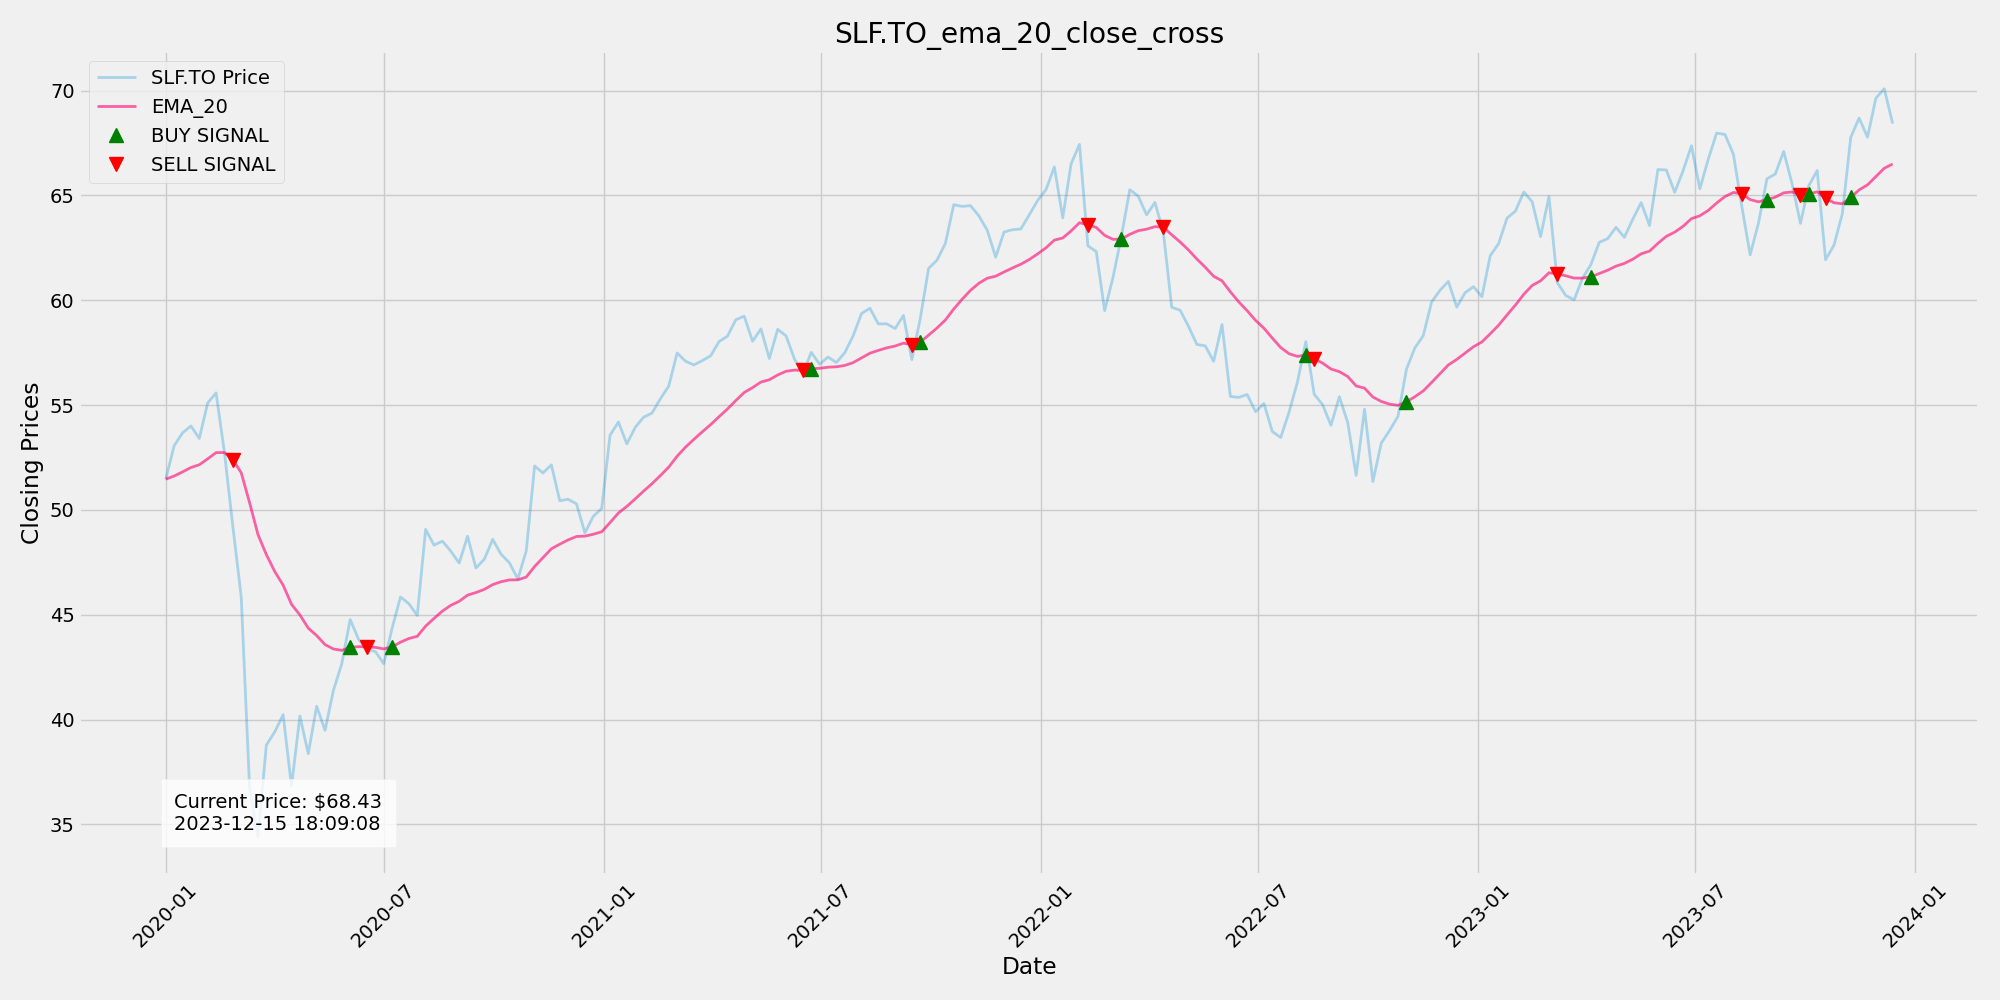 SLF.TO_ema_20_close_cross
SLF.TO Price
EMA_20
BUY SIGNAL
SELL SIGNAL
70
65
60
55
50
45
40
35
Closing Prices
Current Price: $68.43
2023-12-15 18:09:08
2020-01
2020-07
2021-01
2021-07
2022-01
2022-07
2023-01
2023-07
2024-01
Date